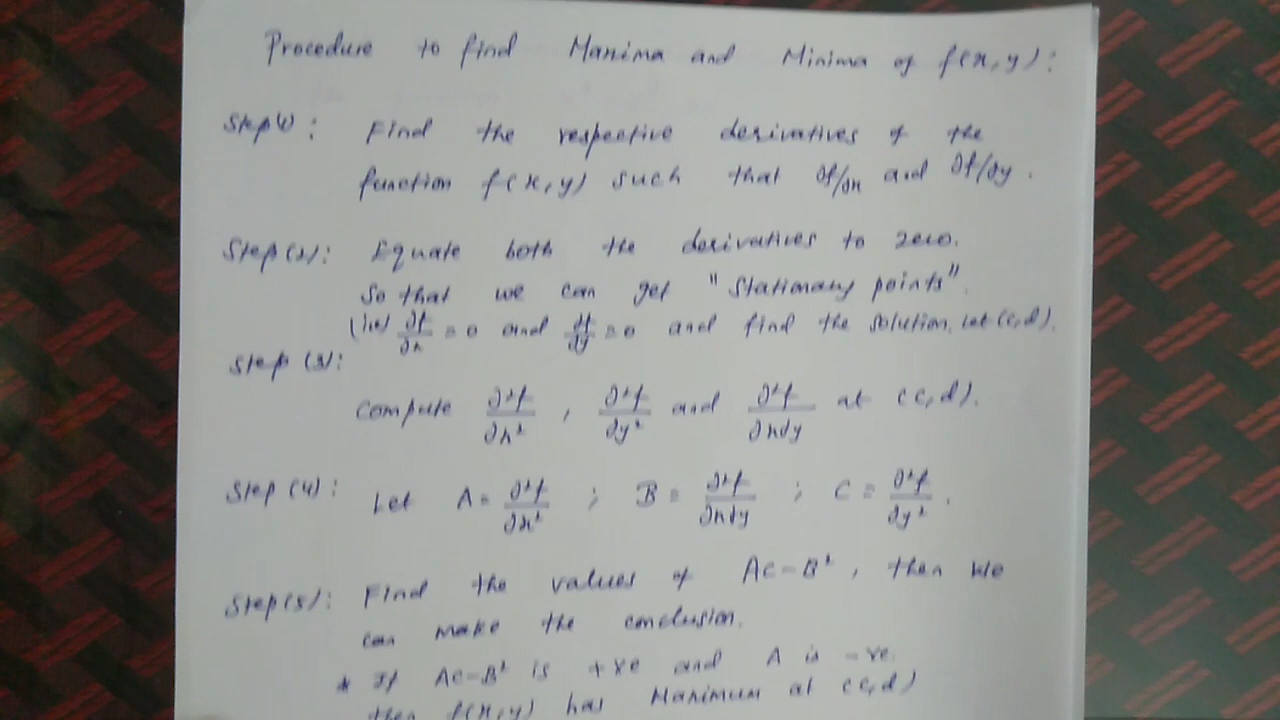 Procedure to find Maxima and Minima of f(x,y):
Step(1): Find the respective derivatives of the
function f(x,y) such that ∂f/∂x and ∂f/∂y.
Step(2): Equate both the derivatives to zero.
So that we can get "Stationary points".
(ie) ∂f/∂x = 0 and ∂f/∂y = 0 and find the solution. Let (c,d).
Step(3):
Compute ∂²f/∂x² , ∂²f/∂y² and ∂²f/∂x∂y at (c,d).
Step(4): Let A = ∂²f/∂x² ; B = ∂²f/∂x∂y ; C = ∂²f/∂y² .
Step(5): Find the values of AC-B², then we
can make the conclusion.
* If AC-B² is +ve and A is -ve
then f(x,y) has Maximum at (c,d)